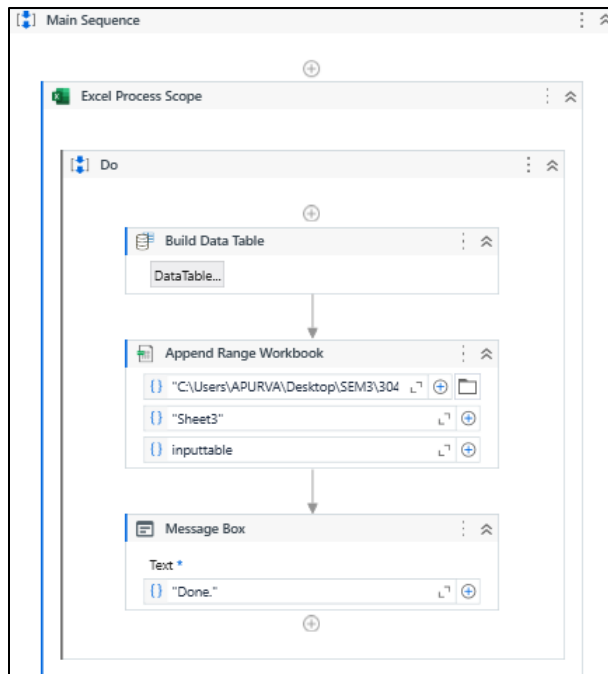 Main Sequence
Excel Process Scope
Do
Build Data Table
DataTable...
Append Range Workbook
"C:\Users\APURVA\Desktop\SEM3\304
"Sheet3"
inputtable
Message Box
Text *
"Done."